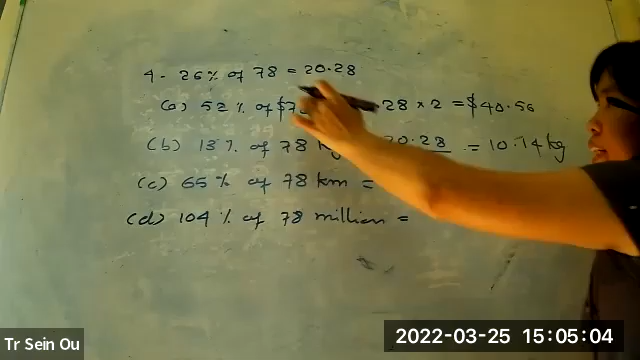 4. 26% of 78 = 20.28
(a) 52% of $7 .28 × 2 = $40.56
(b) 13% of 78 kg 20.28 = 10.14 kg
(c) 65% of 78 km =
(d) 104% of 78 million =
Tr Sein Ou
2022-03-25 15:05:04